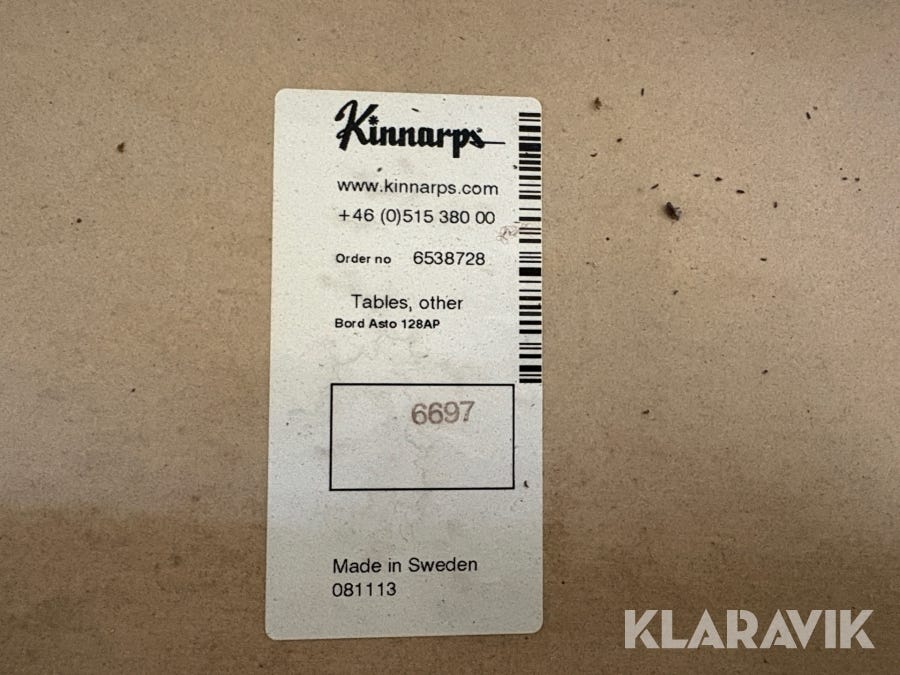 Kinnarps
www.kinnarps.com
+46 (0)515 380 00
Order no 6538728
Tables, other
Bord Asto 128AP
6697
Made in Sweden
081113
KLARAVIK